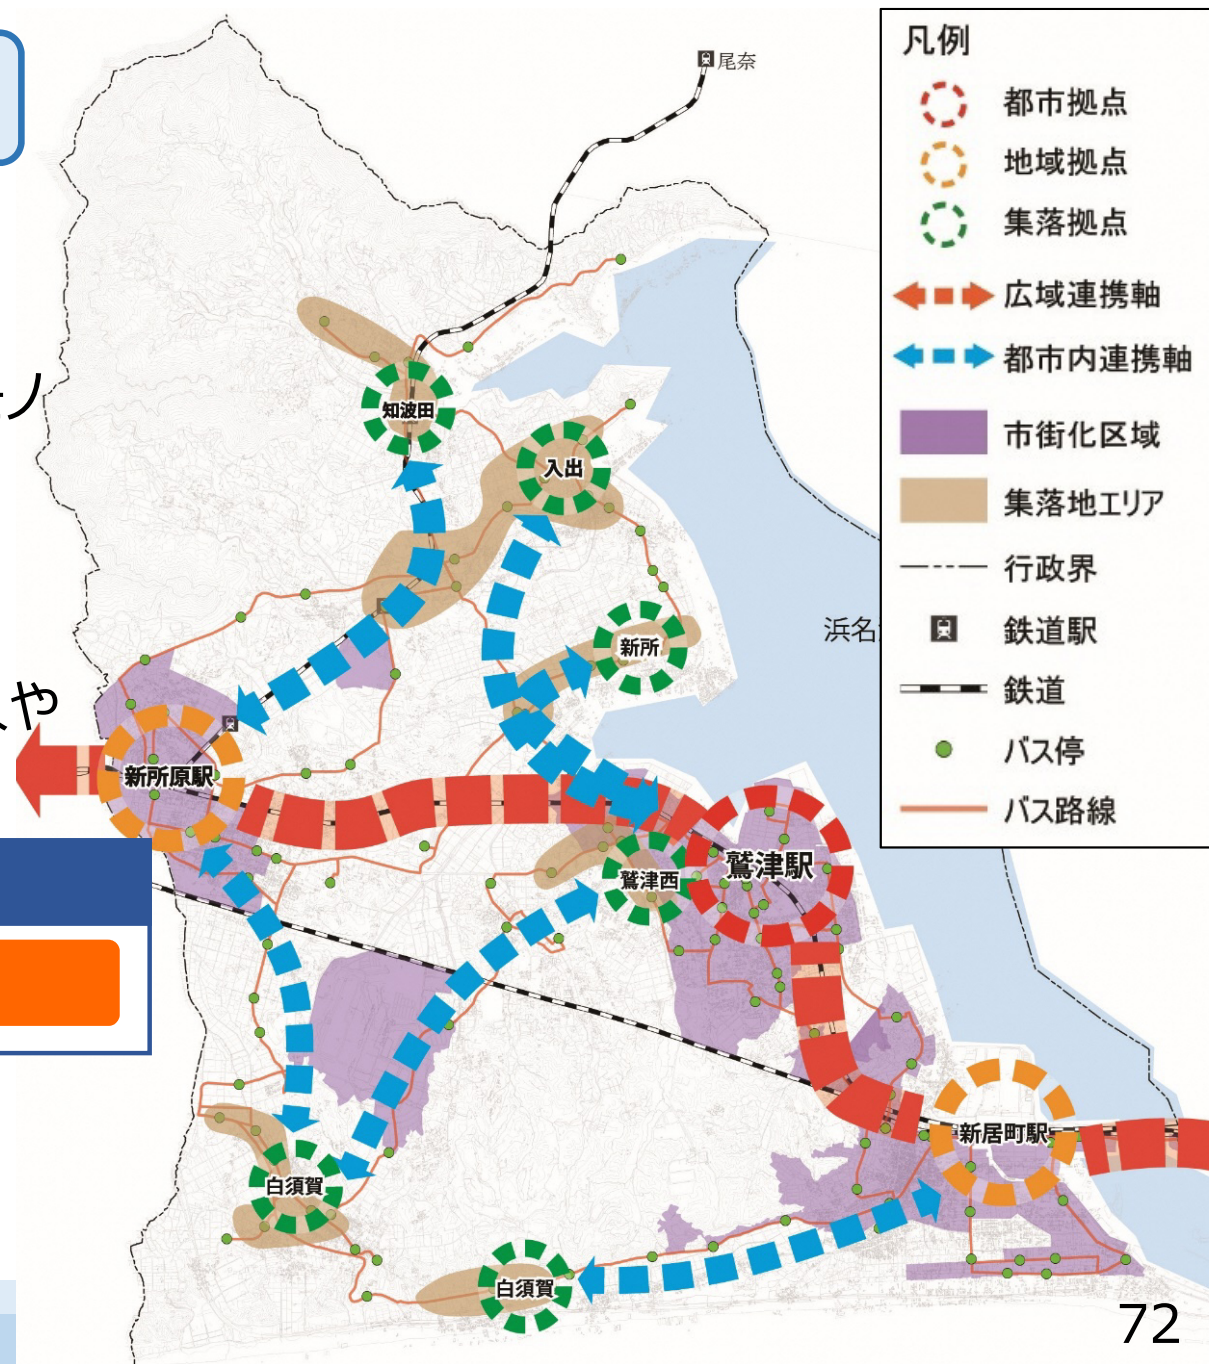 凡例
都市拠点
地域拠点
集落拠点
広域連携軸
都市内連携軸
市街化区域
集落地エリア
行政界
鉄道駅
鉄道
バス停
バス路線
尾奈
知波田
入出
新所
浜名
や
新所原駅
鷲津駅
鷲津西
新居町駅
白須賀
白須賀
72